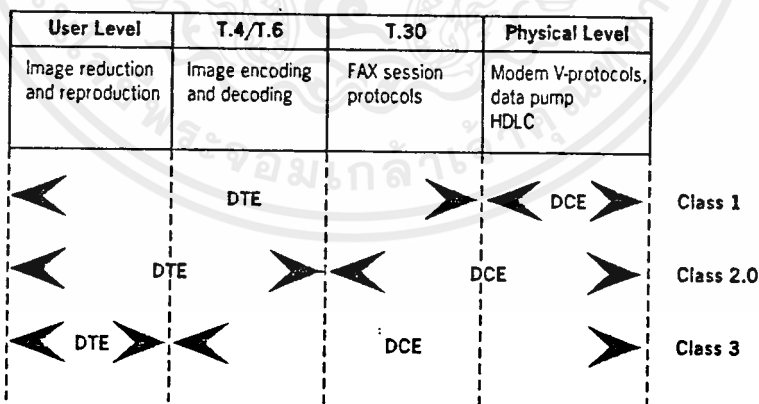 User Level T.4/T.6 T.30 Physical Level
Image reduction and reproduction
Image encoding and decoding
FAX session protocols
Modem V-protocols, data pump HDLC
DTE DCE Class 1
DTE DCE Class 2.0
DTE DCE Class 3